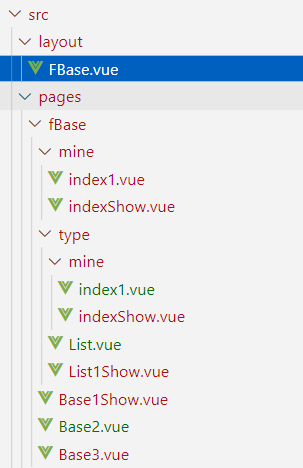 src
layout
FBase.vue
pages
fBase
mine
index1.vue
indexShow.vue
type
mine
index1.vue
indexShow.vue
List.vue
List1Show.vue
Base1Show.vue
Base2.vue
Base3.vue